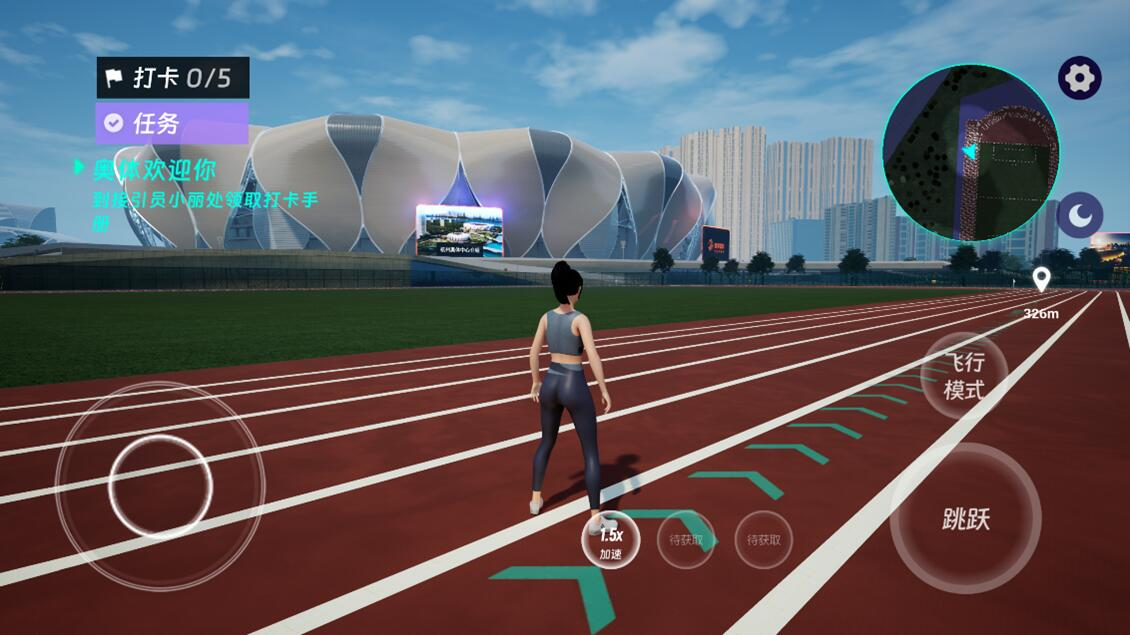 打卡 0/5
任务
奥体欢迎你
到接引员小丽处领取打卡手
册
326m
飞行
模式
1.5x
加速
待获取
待获取
跳跃